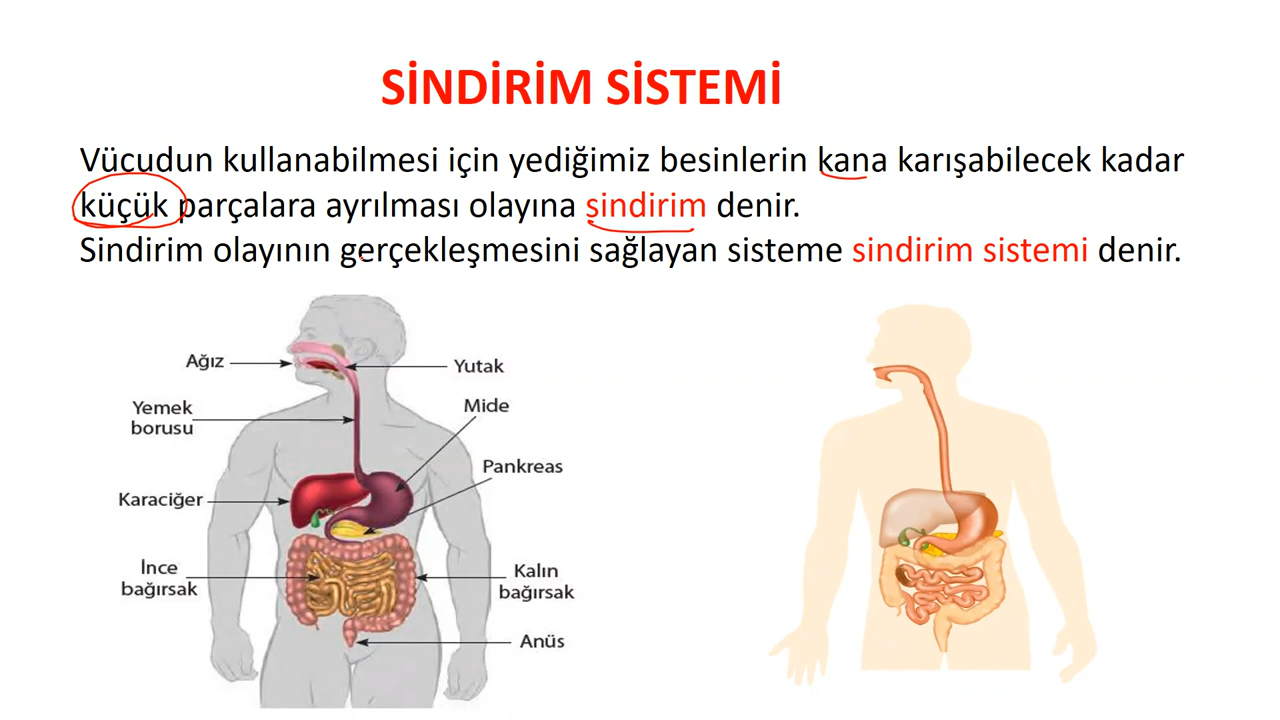 SİNDİRİM SİSTEMİ
Vücudun kullanabilmesi için yediğimiz besinlerin kana karışabilecek kadar
küçük parçalara ayrılması olayına sindirim denir.
Sindirim olayının gerçekleşmesini sağlayan sisteme sindirim sistemi denir.
Ağız
Yutak
Yemek
borusu
Mide
Pankreas
Karaciğer
İnce
bağırsak
Kalın
bağırsak
Anüs